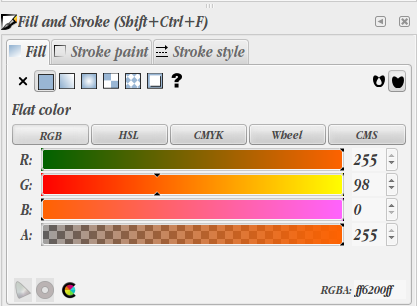 Fill and Stroke (Shift+Ctrl+F)
Fill Stroke paint Stroke style
?
Flat color
RGB HSL CMYK Wheel CMS
R: 255
G: 98
B: 0
A: 255
RGBA: ff6200ff